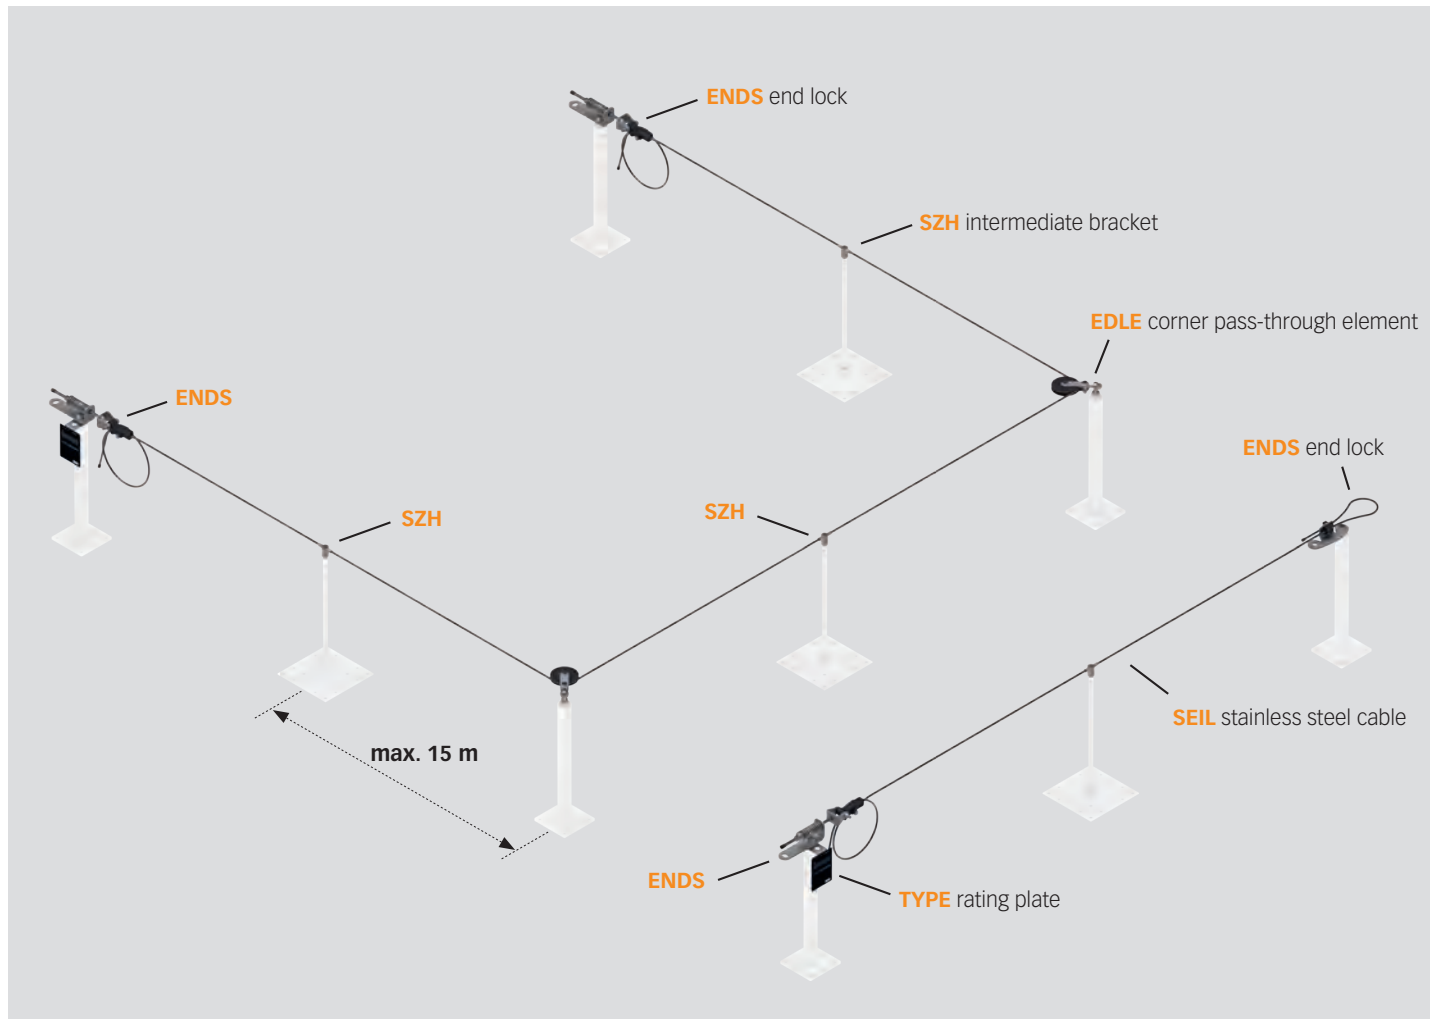 ENDS end lock
SZH intermediate bracket
EDLE corner pass-through element
ENDS
ENDS end lock
SZH
SZH
SEIL stainless steel cable
max. 15 m
ENDS
TYPE rating plate